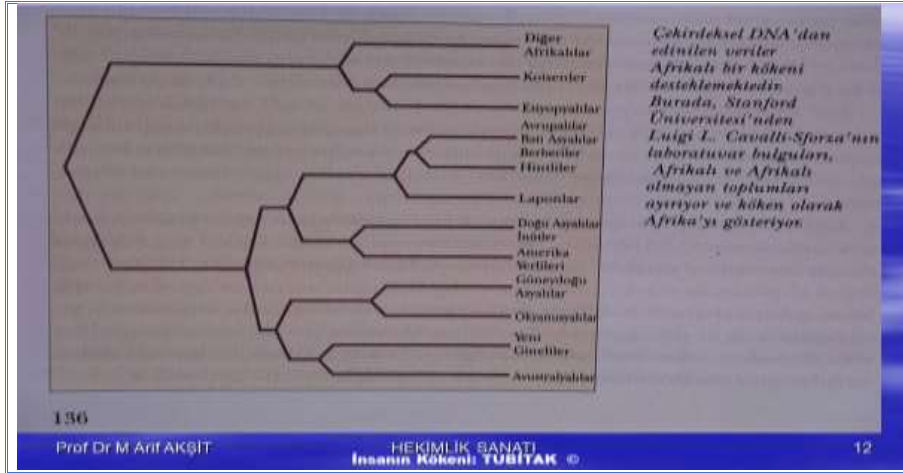 Diğer
Afrikalılar
Koisenler
Etiyopyalılar
Avrupalılar
Batı Asyalılar
Berberiler
Hintliler
Laponlar
Doğu Asyalılar
İnuitler
Amerika
Yerlileri
Güneydoğu
Asyalılar
Okyanusyalılar
Yeni
Gineliler
Avustralyalılar
Çekirdeksel DNA'dan
edinilen veriler
Afrikalı bir kökeni
desteklemektedir.
Burada, Stanford
Üniversitesi'nden
Luigi L. Cavalli-Sforza'nın
laboratuvar bulguları,
Afrikalı ve Afrikalı
olmayan toplumları
ayırıyor ve köken olarak
Afrika'yı gösteriyor.
136
Prof Dr M Arif AKŞİT
HEKİMLİK SANATI
İnsanın Kökeni: TUBİTAK ©
12